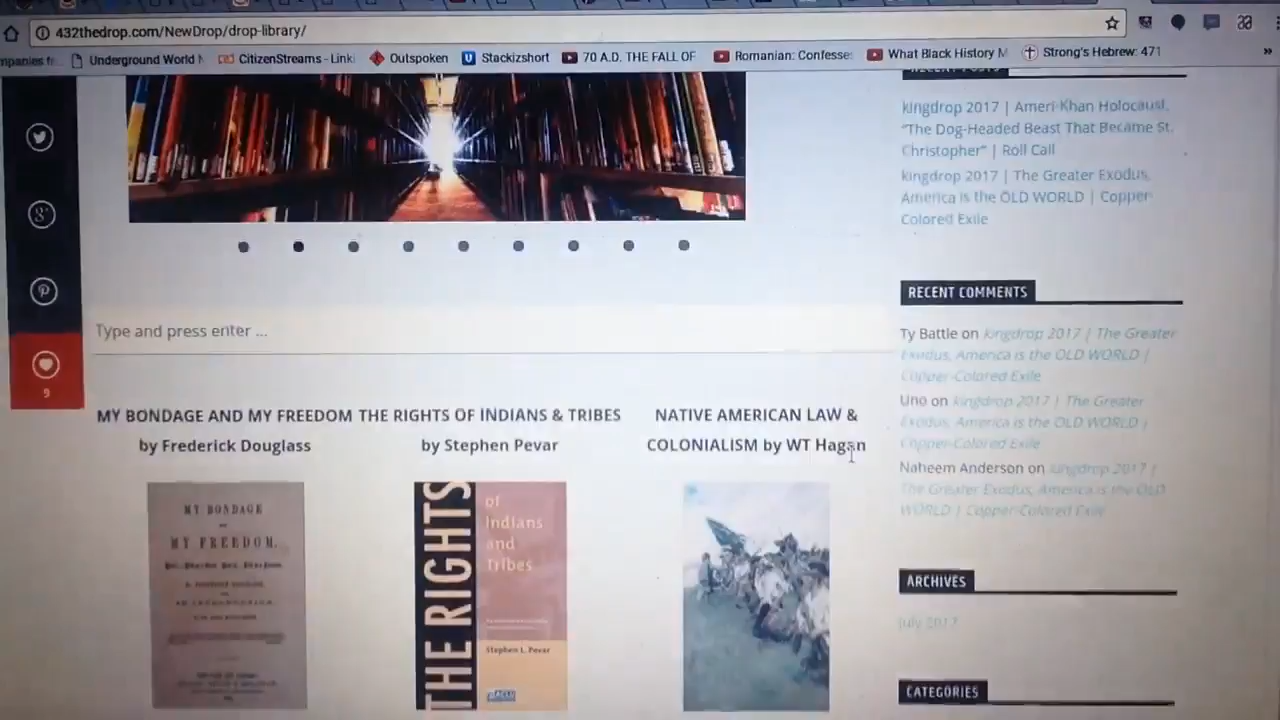 432thedrop.com/NewDrop/drop-library/
Underground World
CitizenStreams - Link
Outspoken
Stackizshort
70 A.D. THE FALL OF
Romanian: Confesse
What Black History M
Strong's Hebrew: 471
»
RECENT POSTS
kingdrop 2017 | Ameri-Khan Holocaust,
“The Dog-Headed Beast That Became St.
Christopher” | Roll Call
kingdrop 2017 | The Greater Exodus,
America is the OLD WORLD | Copper-
Colored Exile
Type and press enter ...
RECENT COMMENTS
Ty Battle on kingdrop 2017 | The Greater
Exodus, America is the OLD WORLD |
Copper-Colored Exile
Uno on kingdrop 2017 | The Greater
Exodus, America is the OLD WORLD |
Copper-Colored Exile
Naheem Anderson on kingdrop 2017 |
The Greater Exodus, America is the OLD
WORLD | Copper-Colored Exile
9
MY BONDAGE AND MY FREEDOM
by Frederick Douglass
THE RIGHTS OF INDIANS & TRIBES
by Stephen Pevar
NATIVE AMERICAN LAW &
COLONIALISM by WT Hagan
MY BONDAGE
MY FREEDOM.
THE RIGHTS
of
Indians
and
tribes
Stephen L. Pevar
ACLU
ARCHIVES
July 2017
CATEGORIES